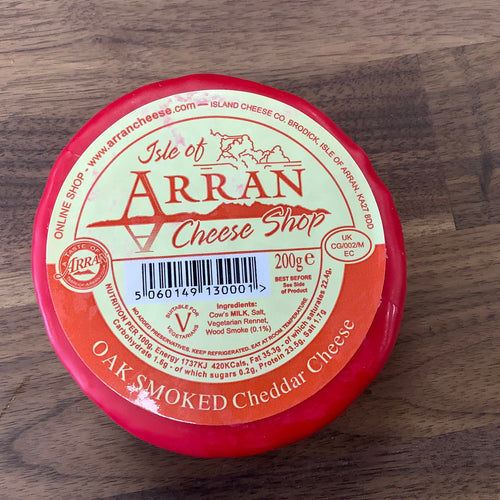 ONLINE SHOP - www.arrancheese.com — ISLAND CHEESE CO. BRODICK, ISLE OF ARRAN. KA27 8DD
Isle of
ARRAN
Cheese Shop
A TASTE OF
ARRAN
200g e
BEST BEFORE
See Side
of Product
UK
CG/002/M
EC
5 060149 130001 >
SUITABLE FOR
V
VEGETARIANS
Ingredients:
Cow's MILK, Salt,
Vegetarian Rennet,
Wood Smoke (0.1%)
NO ADDED PRESERVATIVES. KEEP REFRIGERATED. EAT AT ROOM TEMPERATURE
NUTRITION PER 100g. Energy 1737KJ 420KCals, Fat 35.3g - of which saturates 22.4g,
Carbohydrate 1.6g - of which sugars 0.2g, Protein 23.5g, Salt 1.7g
OAK SMOKED Cheddar Cheese